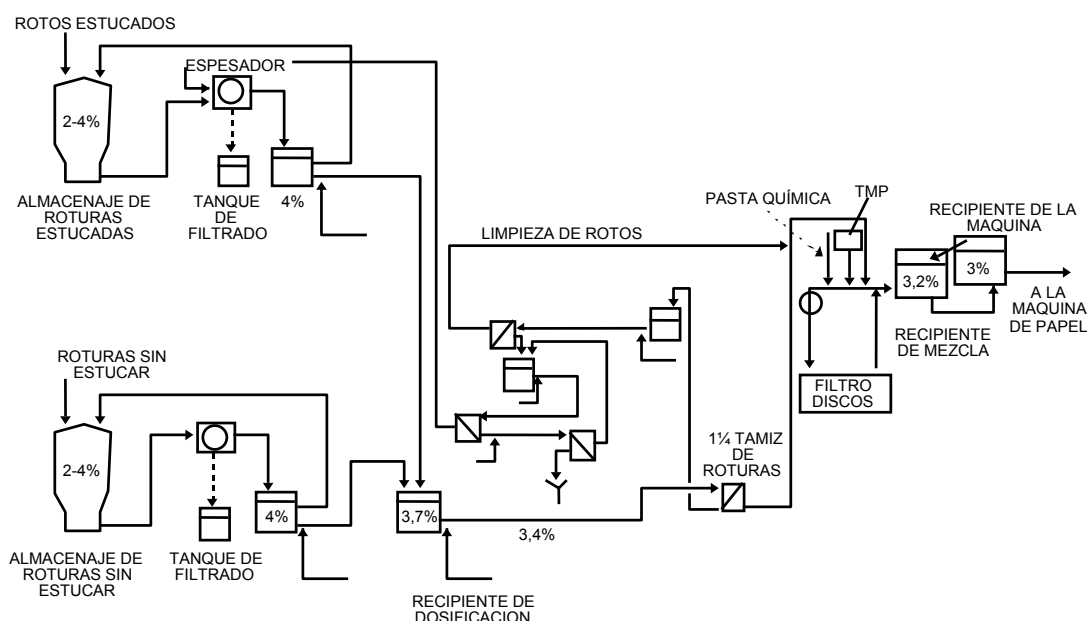 ROTOS ESTUCADOS
ESPESADOR
2-4%
ALMACENAJE DE
ROTURAS
ESTUCADAS
TANQUE
DE
FILTRADO
4%
PASTA QUÍMICA
TMP
RECIPIENTE DE LA
MAQUINA
LIMPIEZA DE ROTOS
3,2%
3%
A LA
MAQUINA
DE PAPEL
RECIPIENTE
DE MEZCLA
FILTRO
DISCOS
ROTURAS SIN
ESTUCAR
2-4%
ALMACENAJE DE
ROTURAS SIN
ESTUCAR
TANQUE DE
FILTRADO
4%
3,7%
3,4%
1¼ TAMIZ
DE
ROTURAS
RECIPIENTE DE
DOSIFICACION